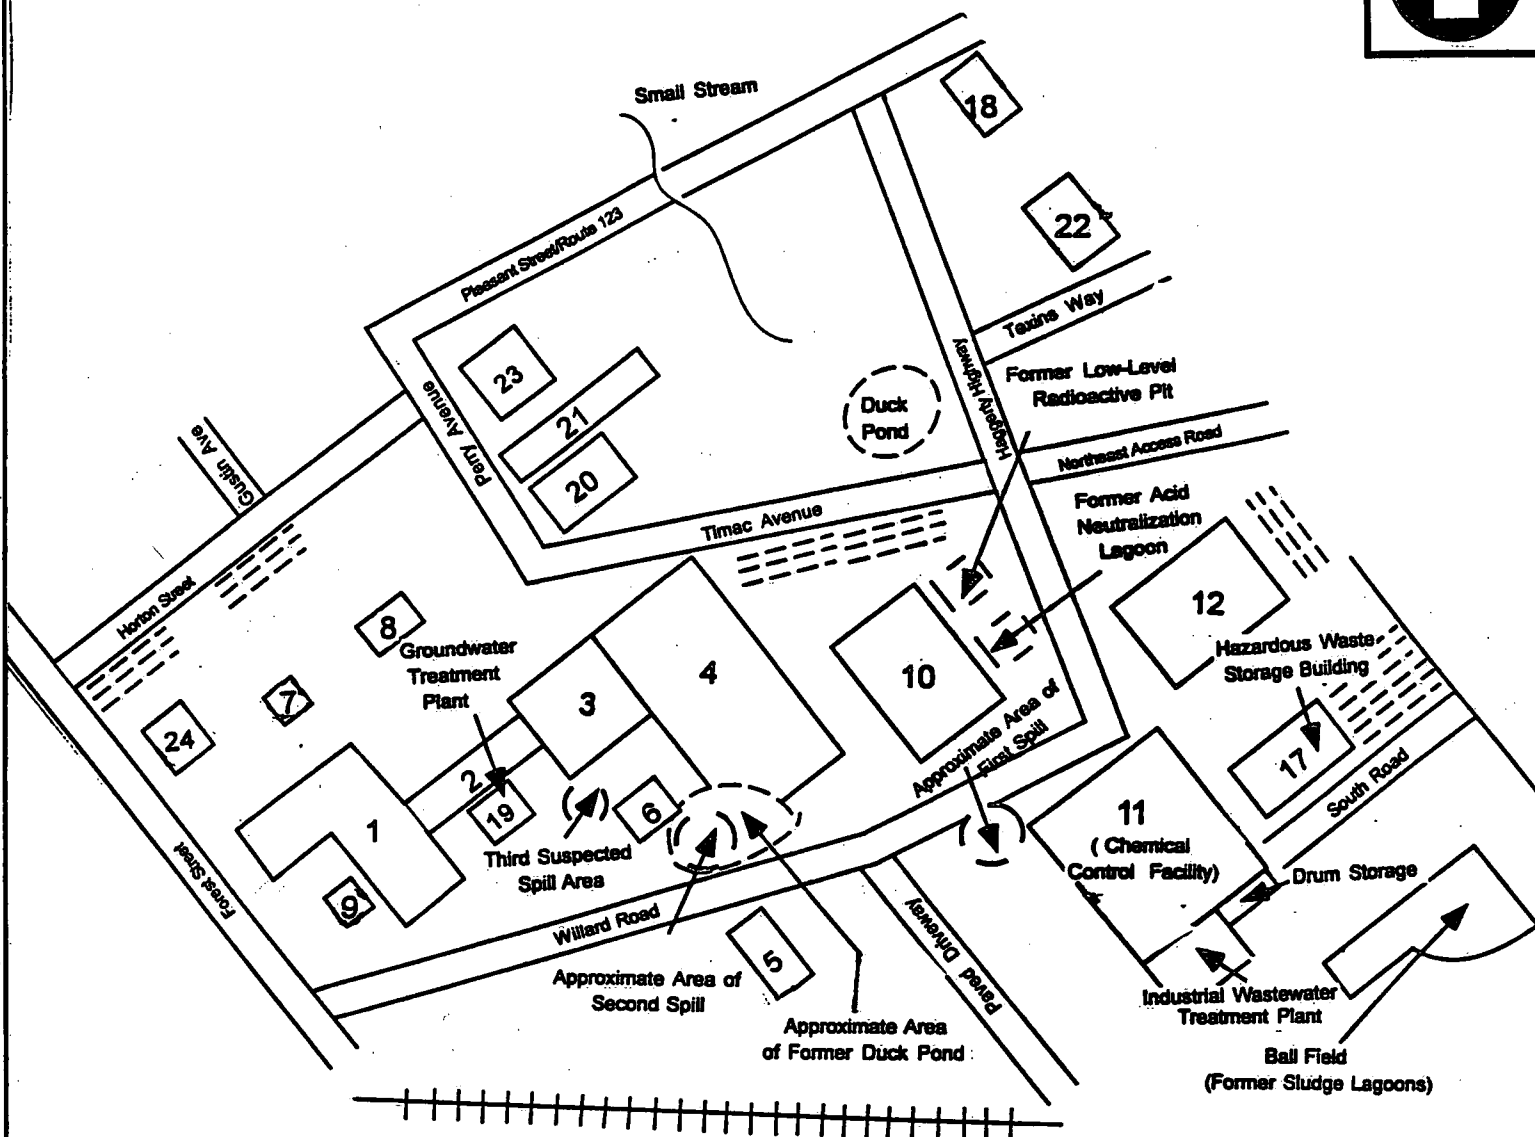 Small Stream
18
Pleasant Street/Route 123
22
Texins Way
Haggerty Highway
Former Low-Level
Radioactive Pit
23
21
20
Perry Avenue
Duck
Pond
Gustin Ave
Northeast Access Road
Timac Avenue
Former Acid
Neutralization
Lagoon
Horton Street
8
12
Groundwater
Treatment
Plant
4
10
Hazardous Waste
Storage Building
3
7
24
Approximate Area of
First Spill
17
South Road
2
19
6
1
11
( Chemical
Control Facility)
Third Suspected
Spill Area
Drum Storage
9
Forest Street
Willard Road
Paved Driveway
5
Approximate Area of
Second Spill
Industrial Wastewater
Treatment Plant
Approximate Area
of Former Duck Pond
Ball Field
(Former Sludge Lagoons)